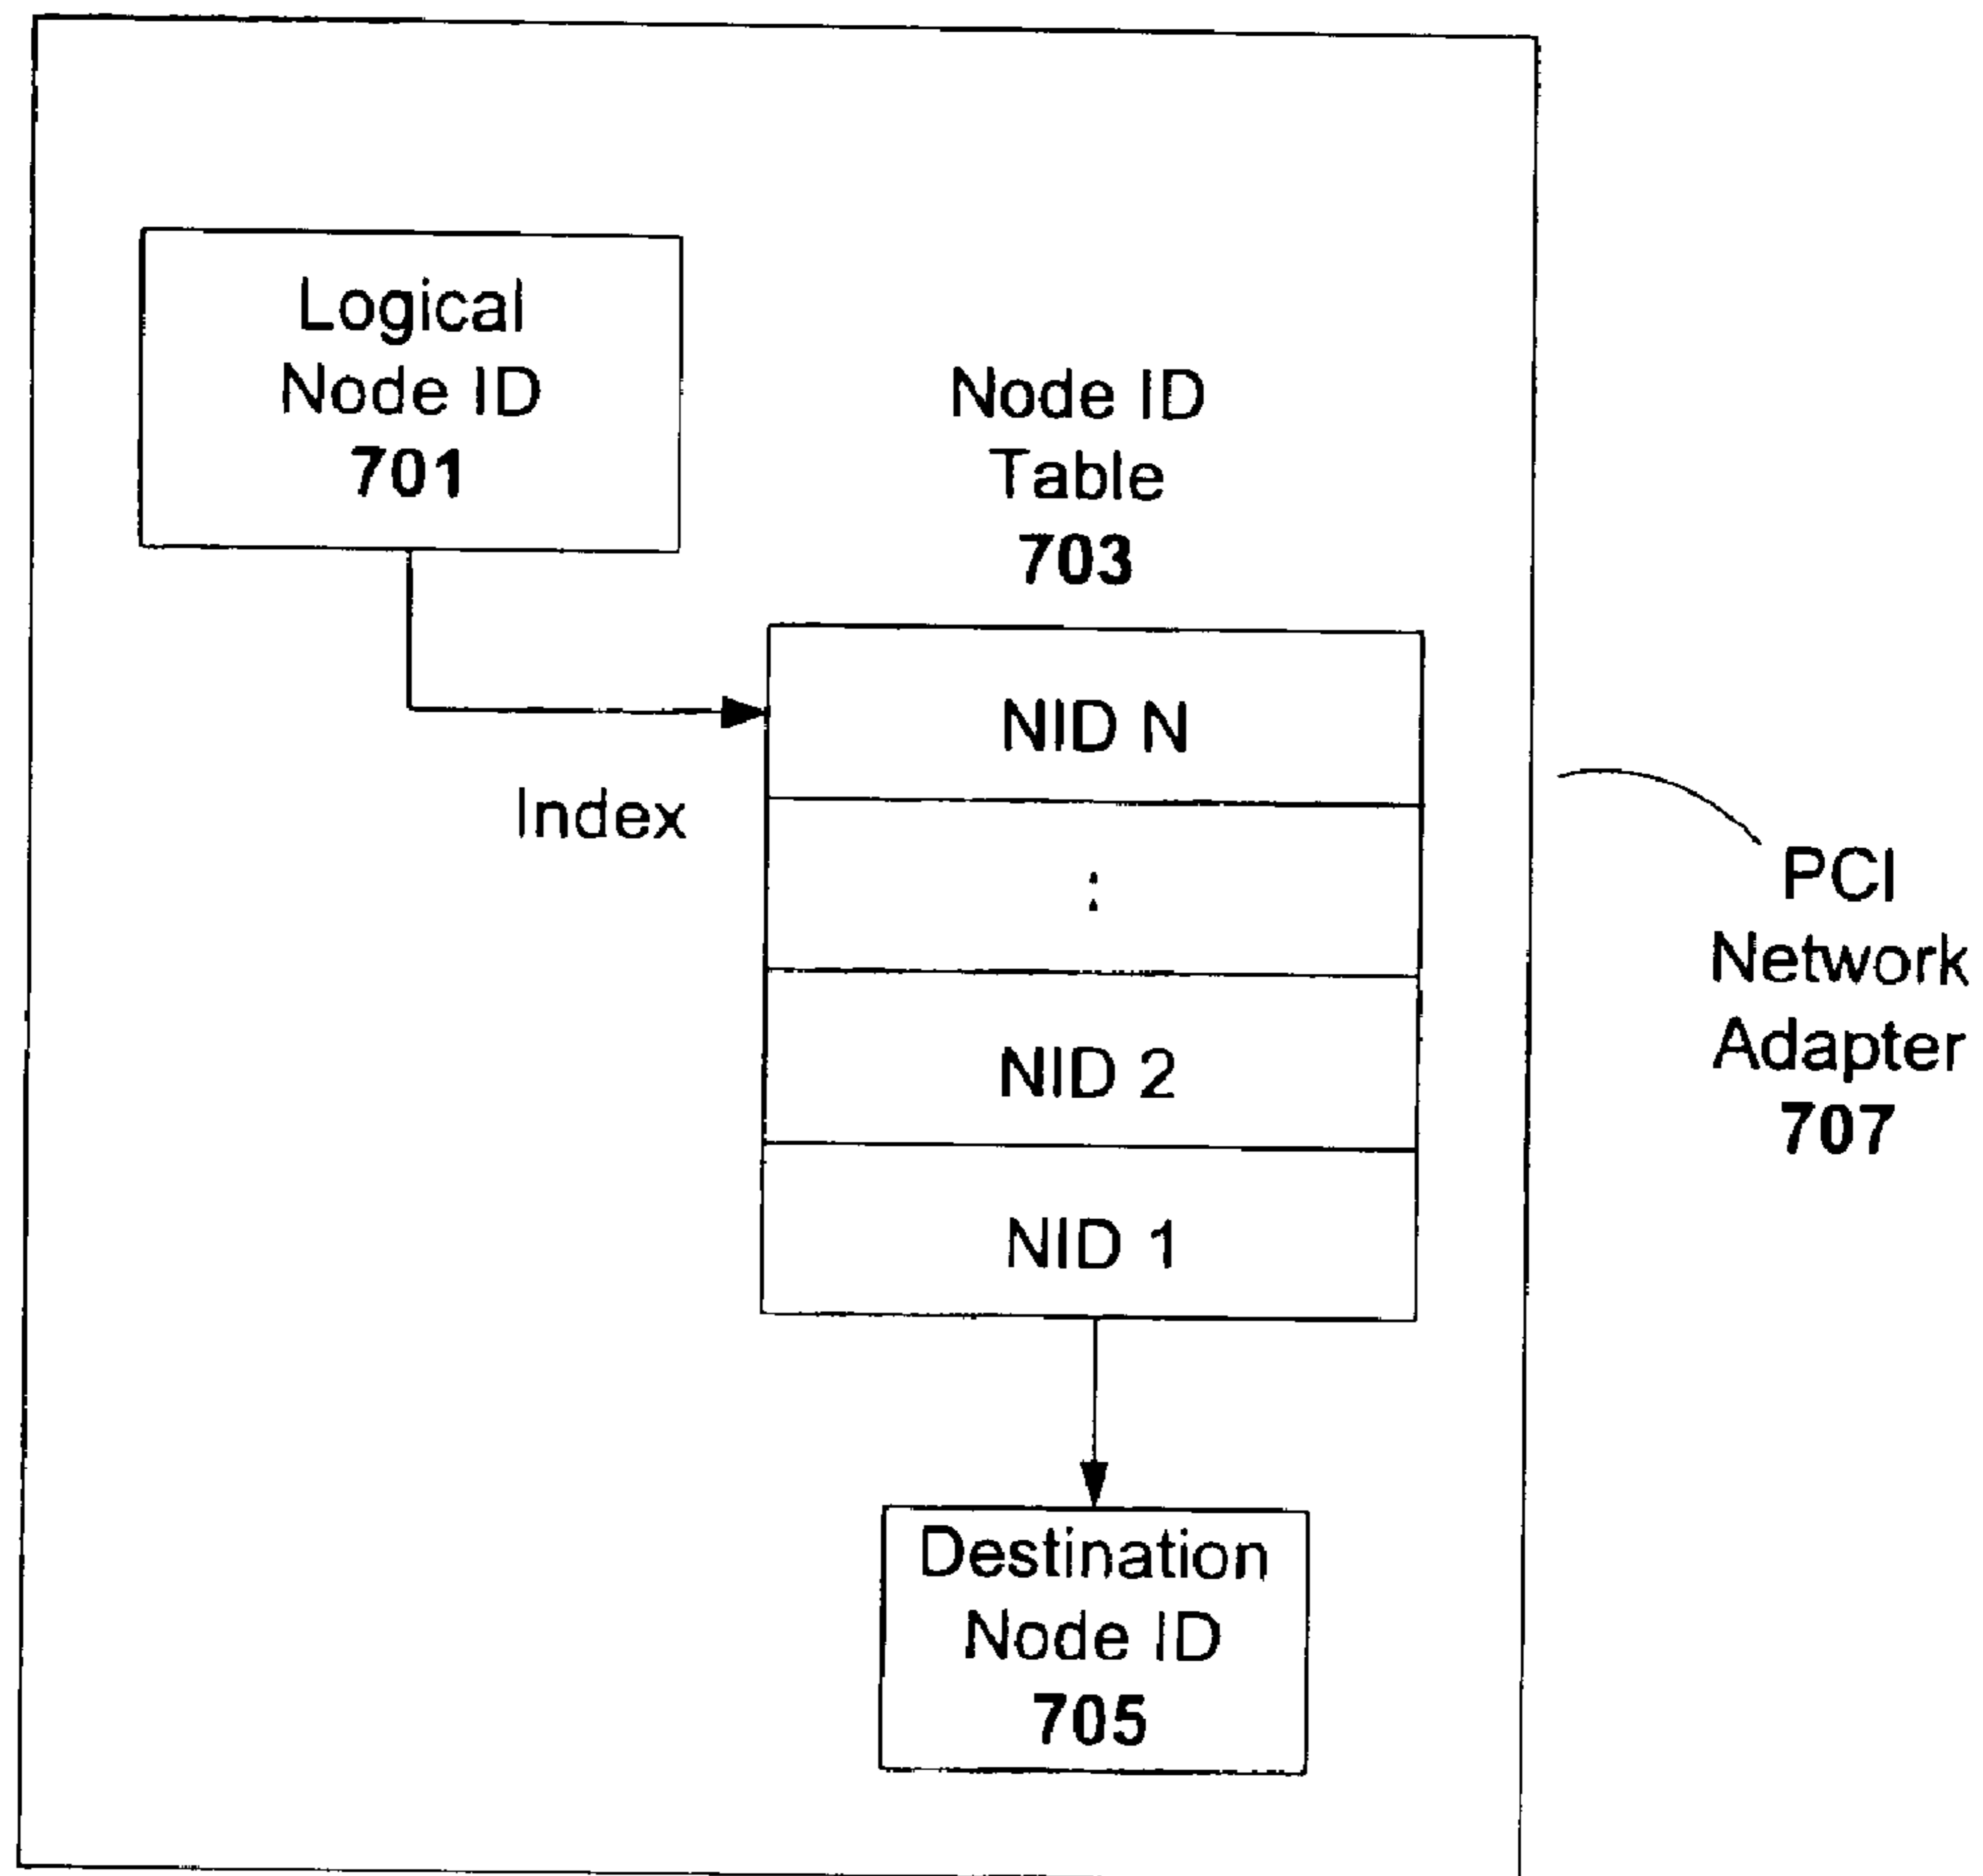 Logical
Node ID
701
Node ID
Table
703
Index
NID N
:
NID 2
NID 1
Destination
Node ID
705
PCI
Network
Adapter
707